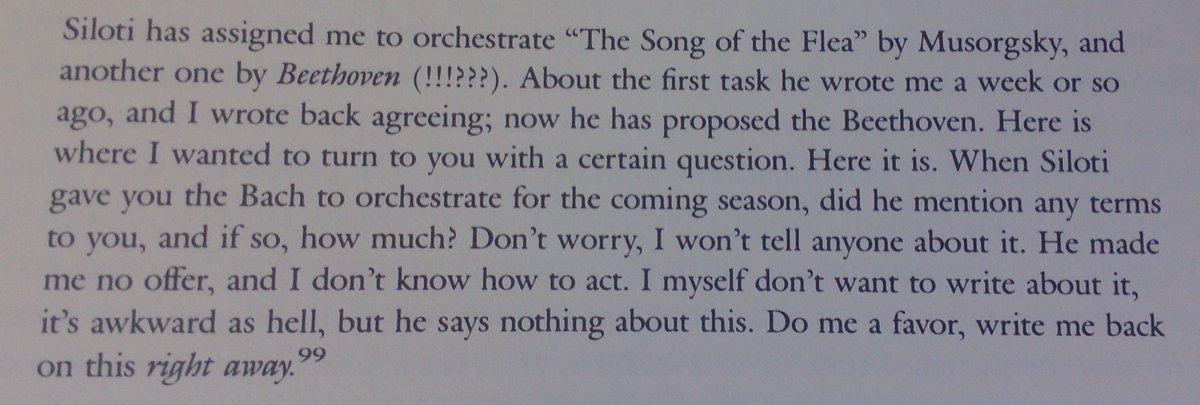 Siloti has assigned me to orchestrate “The Song of the Flea” by Musorgsky, and
another one by Beethoven (!!!???). About the first task he wrote me a week or so
ago, and I wrote back agreeing; now he has proposed the Beethoven. Here is
where I wanted to turn to you with a certain question. Here it is. When Siloti
gave you the Bach to orchestrate for the coming season, did he mention any terms
to you, and if so, how much? Don’t worry, I won’t tell anyone about it. He made
me no offer, and I don’t know how to act. I myself don’t want to write about it,
it’s awkward as hell, but he says nothing about this. Do me a favor, write me back
on this right away.99